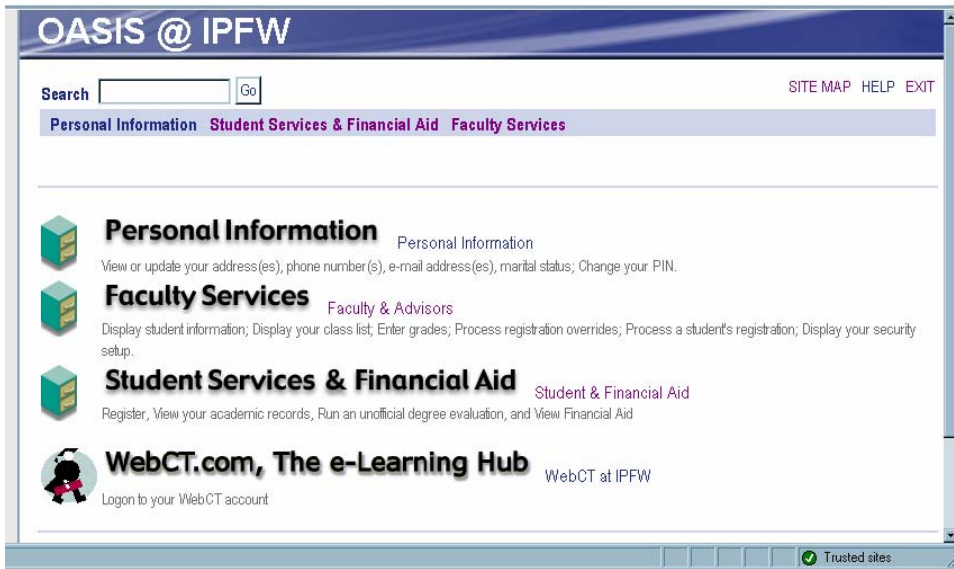 OASIS @ IPFW
Search Go SITE MAP HELP EXIT
Personal Information Student Services & Financial Aid Faculty Services
Personal Information Personal Information
View or update your address(es), phone number(s), e-mail address(es), marital status; Change your PIN.
Faculty Services Faculty & Advisors
Display student information; Display your class list; Enter grades; Process registration overrides; Process a student's registration; Display your security
setup.
Student Services & Financial Aid Student & Financial Aid
Register, View your academic records, Run an unofficial degree evaluation, and View Financial Aid
WebCT.com, The e-Learning Hub WebCT at IPFW
Logon to your WebCT account
Trusted sites